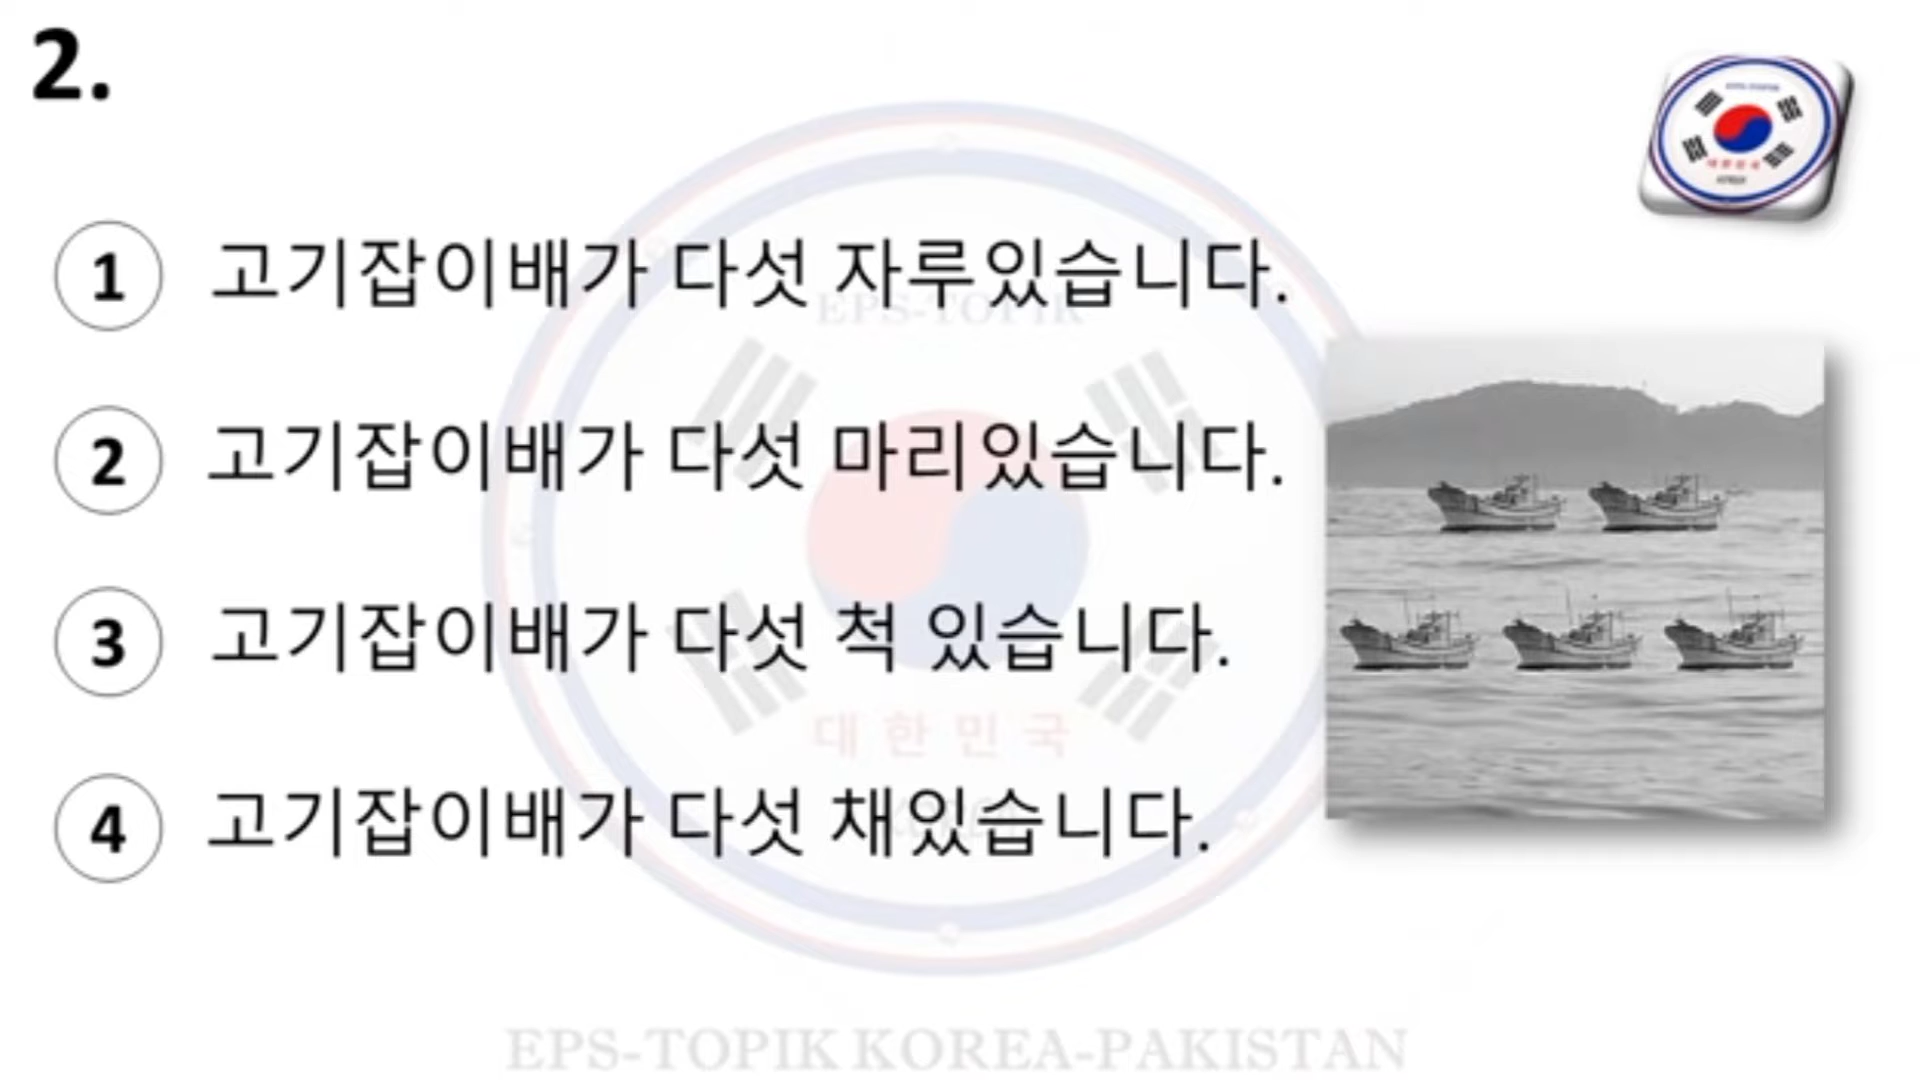 2.
1 고기잡이배가 다섯 자루있습니다.
2 고기잡이배가 다섯 마리있습니다.
3 고기잡이배가 다섯 척 있습니다.
4 고기잡이배가 다섯 채있습니다.
EPS-TOPIK
대한민국
EPS-TOPIK KOREA-PAKISTAN